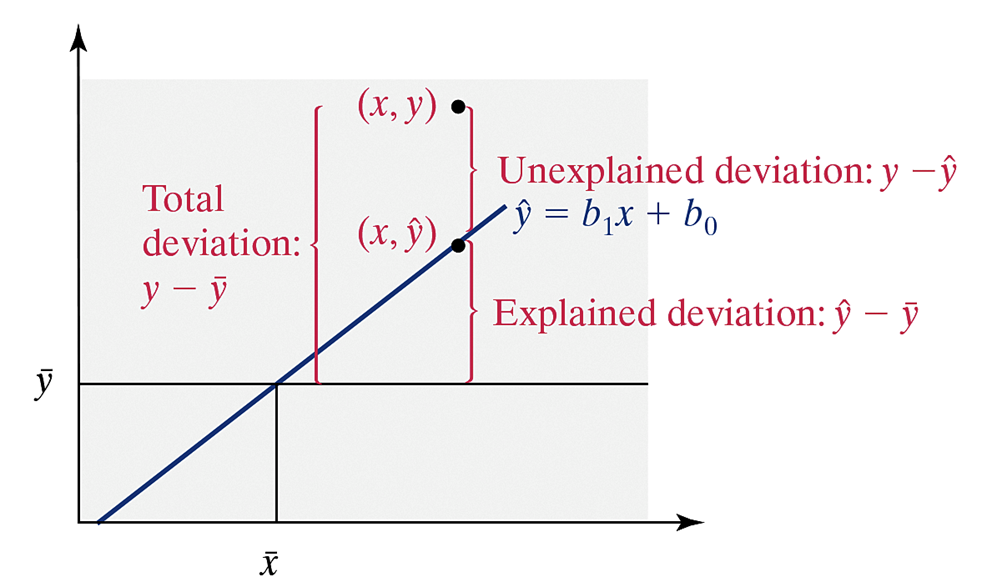 (x, y)
Unexplained deviation: y − ŷ
Total
deviation:
y − ȳ
ŷ = b₁x + b₀
(x, ŷ)
Explained deviation: ŷ − ȳ
ȳ
x̄